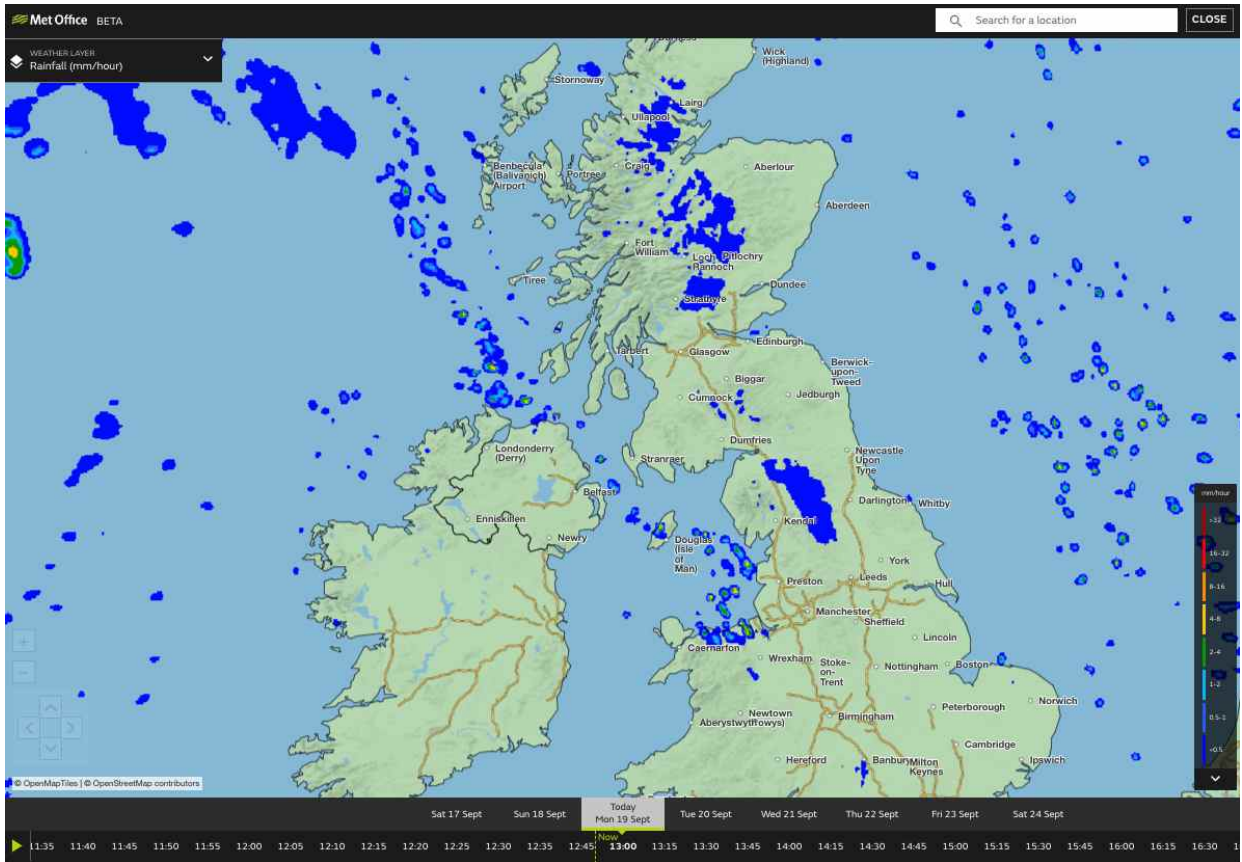 Met Office BETA
Search for a location
CLOSE
WEATHER LAYER
Rainfall (mm/hour)
Wick
(Highland)
Stornoway
Lairg
Ullapool
Benbecula
(Balivanich)
Airport
Portree
Craig
Aberlour
Aberdeen
Fort
William
Loch
Rannoch
Pitlochry
Tiree
Strathyre
Dundee
Tarbert
Glasgow
Edinburgh
Berwick-
upon-
Tweed
Biggar
Cumnock
Jedburgh
Dumfries
Londonderry
(Derry)
Stranraer
Newcastle
Upon
Tyne
Belfast
Enniskillen
Newry
Douglas
(Isle
of
Man)
Kendal
Darlington
Whitby
York
Preston
Leeds
Hull
Manchester
Sheffield
Caernarfon
Lincoln
Wrexham
Stoke-
on-
Trent
Nottingham
Boston
Norwich
Newtown
Aberystwyth
rowys)
Birmingham
Peterborough
Cambridge
Hereford
Banbury
Milton
Keynes
Ipswich
mm/hour
>32
16-32
8-16
4-8
2-4
1-2
0.5-1
<0.5
© OpenMapTiles | © OpenStreetMap contributors
Sat 17 Sept
Sun 18 Sept
Today
Mon 19 Sept
Tue 20 Sept
Wed 21 Sept
Thu 22 Sept
Fri 23 Sept
Sat 24 Sept
Now
11:35 11:40 11:45 11:50 11:55 12:00 12:05 12:10 12:15 12:20 12:25 12:30 12:35 12:40 12:45 13:00 13:15 13:30 13:45 14:00 14:15 14:30 14:45 15:00 15:15 15:30 15:45 16:00 16:15 16:30